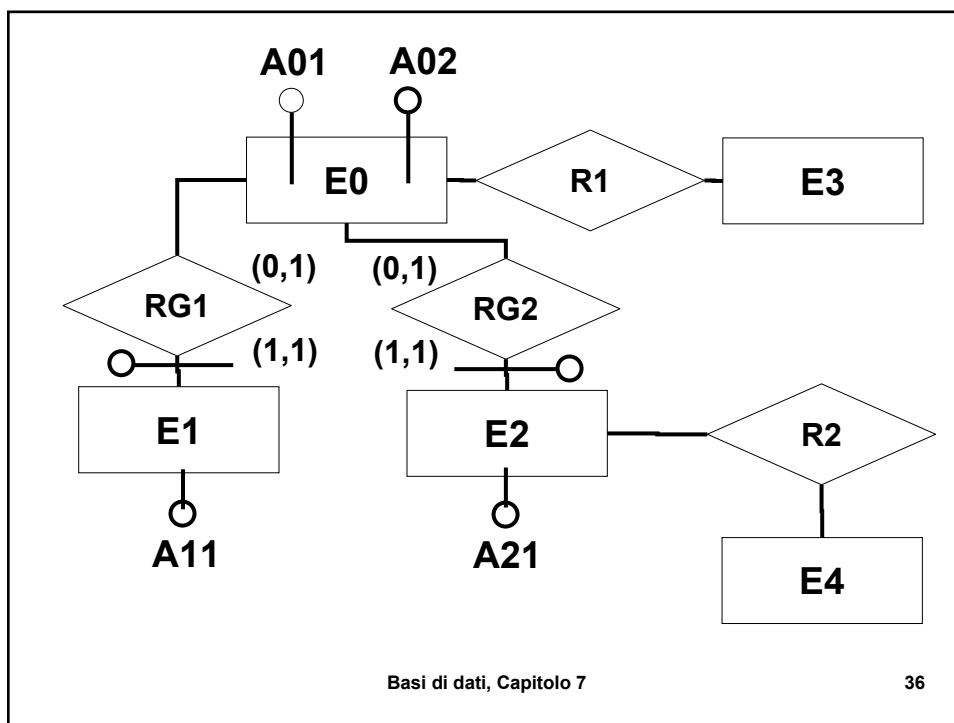 A01 A02
E0 R1 E3
(0,1) (0,1)
RG1 RG2
(1,1) (1,1)
E1 E2 R2
A11 A21
E4
Basi di dati, Capitolo 7 36